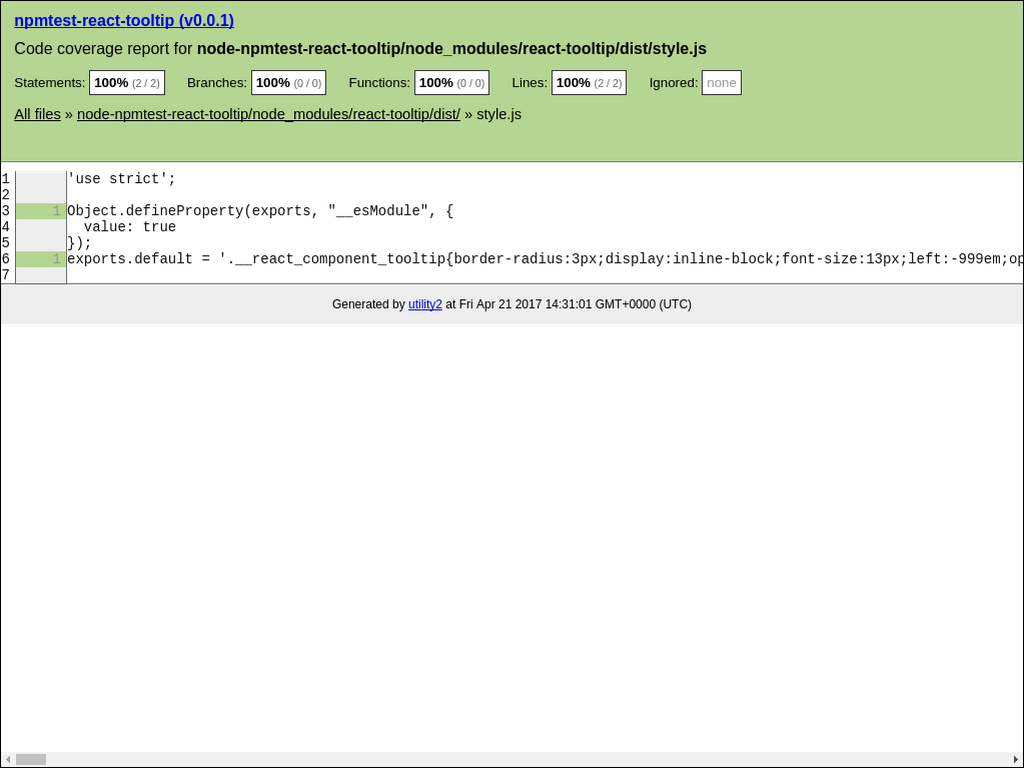 npmtest-react-tooltip (v0.0.1)
Code coverage report for node-npmtest-react-tooltip/node_modules/react-tooltip/dist/style.js
Statements: 100% (2 / 2) Branches: 100% (0 / 0) Functions: 100% (0 / 0) Lines: 100% (2 / 2) Ignored: none
All files » node-npmtest-react-tooltip/node_modules/react-tooltip/dist/ » style.js
1 'use strict';
2
3 1 Object.defineProperty(exports, "__esModule", {
4 value: true
5 });
6 1 exports.default = '.__react_component_tooltip{border-radius:3px;display:inline-block;font-size:13px;left:-999em;op
7
Generated by utility2 at Fri Apr 21 2017 14:31:01 GMT+0000 (UTC)